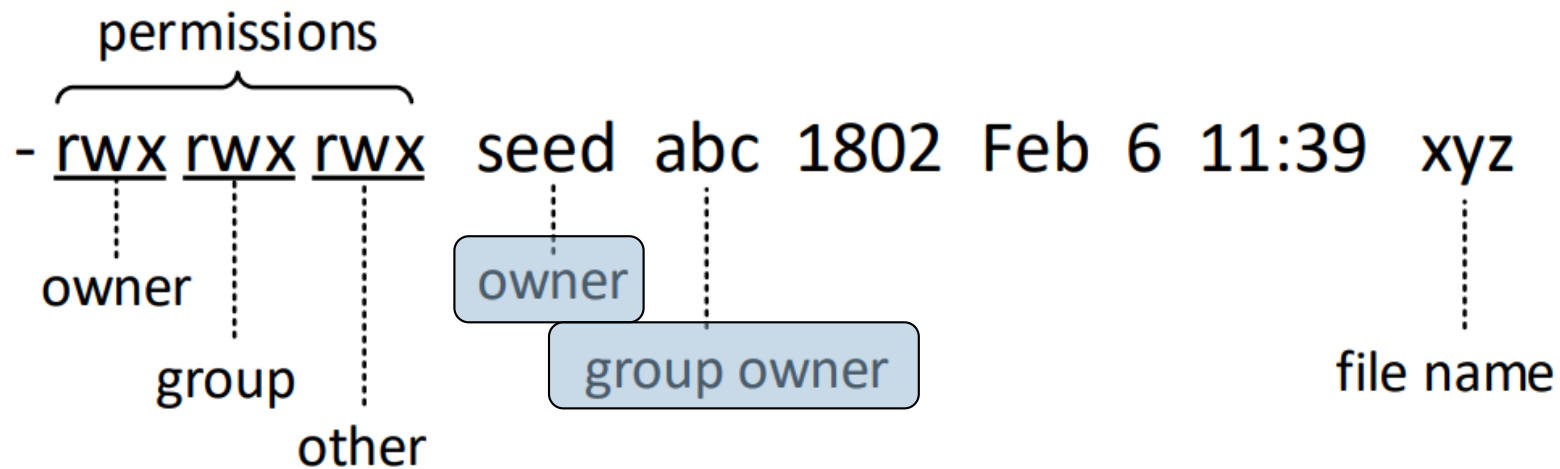 permissions
- rwx rwx rwx seed abc 1802 Feb 6 11:39 xyz
owner owner
group group owner file name
other